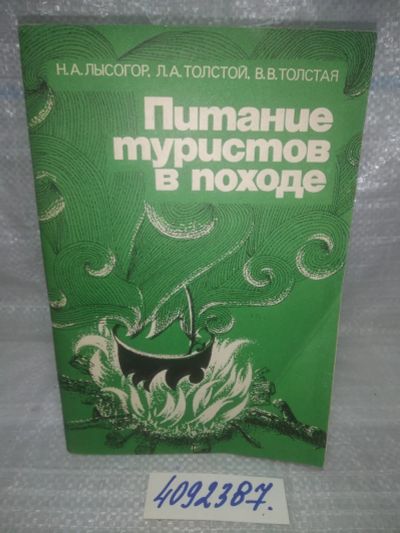 Н.А.ЛЫСОГОР, Л.А.ТОЛСТОЙ, В.В.ТОЛСТАЯ
Питание
туристов
в походе
4092387.